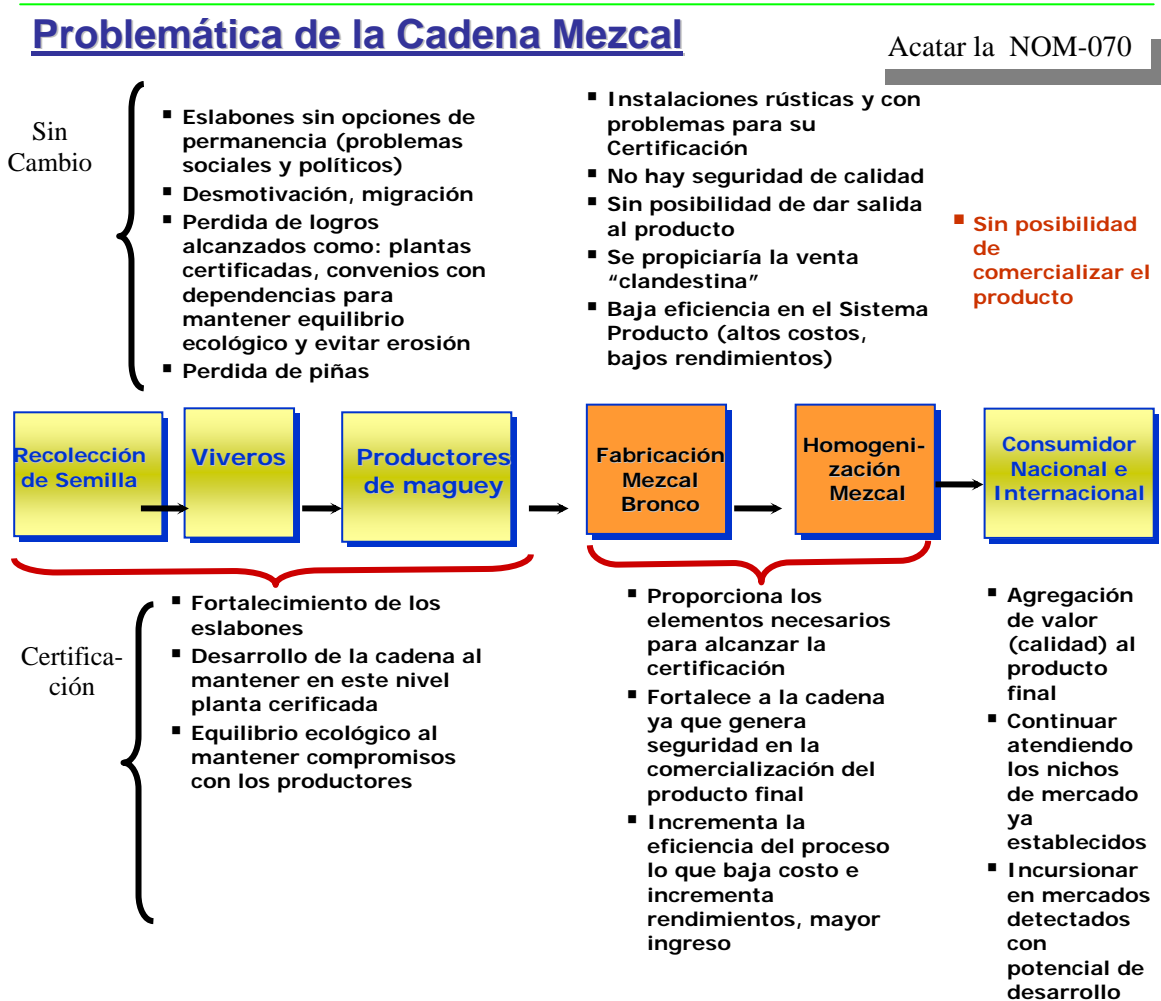 Problemática de la Cadena Mezcal
Acatar la NOM-070
Sin
Cambio
▪ Eslabones sin opciones de
permanencia (problemas
sociales y políticos)
▪ Desmotivación, migración
▪ Perdida de logros
alcanzados como: plantas
certificadas, convenios con
dependencias para
mantener equilibrio
ecológico y evitar erosión
▪ Perdida de piñas
▪ Instalaciones rústicas y con
problemas para su
Certificación
▪ No hay seguridad de calidad
▪ Sin posibilidad de dar salida
al producto
▪ Se propiciaría la venta
“clandestina”
▪ Baja eficiencia en el Sistema
Producto (altos costos,
bajos rendimientos)
▪ Sin posibilidad
de
comercializar el
producto
Recolección
de Semilla
Viveros
Productores
de maguey
Fabricación
Mezcal
Bronco
Homogeni-
zación
Mezcal
Consumidor
Nacional e
Internacional
Certifica-
ción
▪ Fortalecimiento de los
eslabones
▪ Desarrollo de la cadena al
mantener en este nivel
planta cerificada
▪ Equilibrio ecológico al
mantener compromisos
con los productores
▪ Proporciona los
elementos necesarios
para alcanzar la
certificación
▪ Fortalece a la cadena
ya que genera
seguridad en la
comercialización del
producto final
▪ Incrementa la
eficiencia del proceso
lo que baja costo e
incrementa
rendimientos, mayor
ingreso
▪ Agregación
de valor
(calidad) al
producto
final
▪ Continuar
atendiendo
los nichos
de mercado
ya
establecidos
▪ Incursionar
en mercados
detectados
con
potencial de
desarrollo